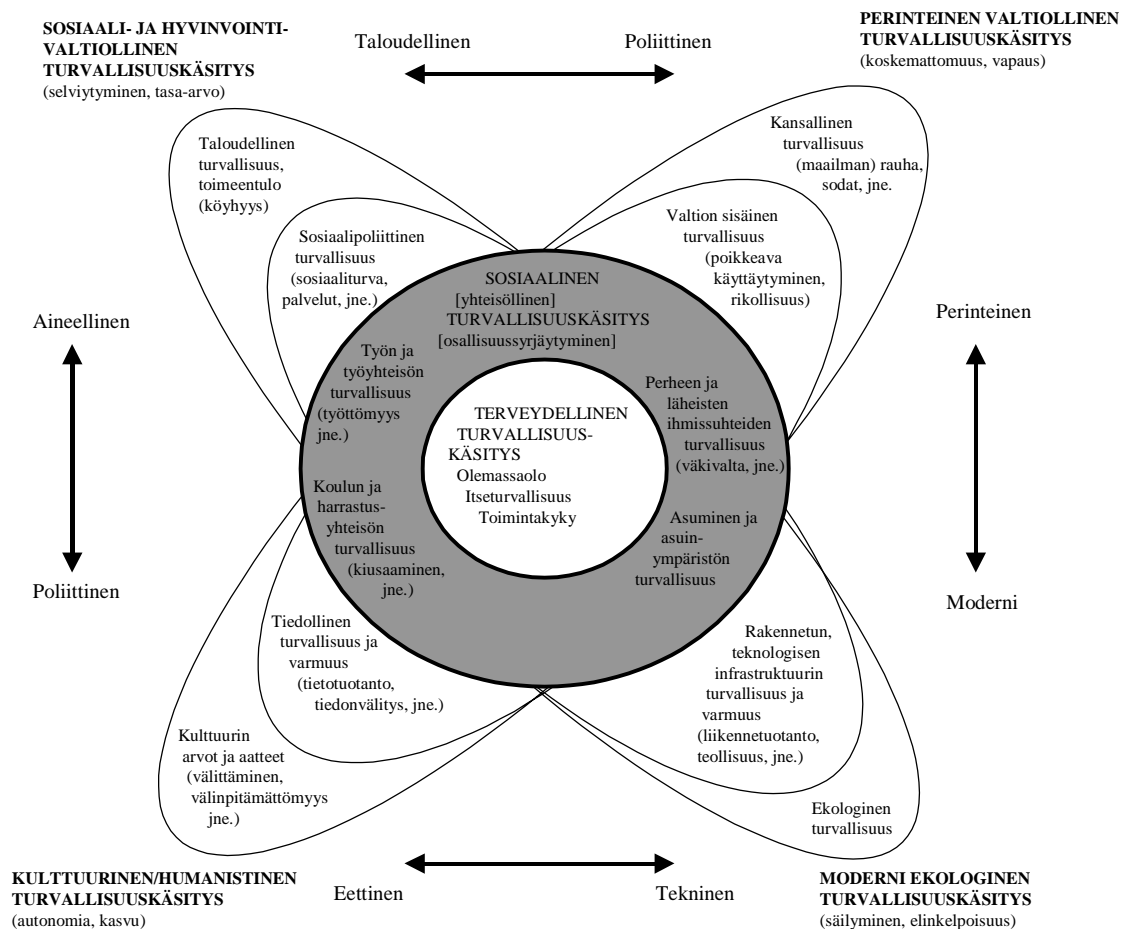 SOSIAALI- JA HYVINVOINTI-
VALTIOLLINEN
TURVALLISUUSKÄSITYS
(selviytyminen, tasa-arvo)
Taloudellinen
Poliittinen
PERINTEINEN VALTIOLLINEN
TURVALLISUUSKÄSITYS
(koskemattomuus, vapaus)
Taloudellinen
turvallisuus,
toimeentulo
(köyhyys)
Kansallinen
turvallisuus
(maailman) rauha,
sodat, jne.
Sosiaalipoliittinen
turvallisuus
(sosiaaliturva,
palvelut, jne.)
Valtion sisäinen
turvallisuus
(poikkeava
käyttäytyminen,
rikollisuus)
SOSIAALINEN
[yhteisöllinen]
TURVALLISUUSKÄSITYS
[osallisuussyrjäytyminen]
Aineellinen
Poliittinen
Perinteinen
Moderni
Työn ja
työyhteisön
turvallisuus
(työttömyys
jne.)
Perheen ja
läheisten
ihmissuhteiden
turvallisuus
(väkivalta, jne.)
TERVEYDELLINEN
TURVALLISUUS-
KÄSITYS
Olemassaolo
Itseturvallisuus
Toimintakyky
Koulun ja
harrastus-
yhteisön
turvallisuus
(kiusaaminen,
jne.)
Asuminen ja
asuin-
ympäristön
turvallisuus
Tiedollinen
turvallisuus ja
varmuus
(tietotuotanto,
tiedonvälitys, jne.)
Rakennetun,
teknologisen
infrastruktuurin
turvallisuus ja
varmuus
(liikennetuotanto,
teollisuus, jne.)
Kulttuurin
arvot ja aatteet
(välittäminen,
välinpitämättömyys
jne.)
Ekologinen
turvallisuus
KULTTUURINEN/HUMANISTINEN
TURVALLISUUSKÄSITYS
(autonomia, kasvu)
Eettinen
Tekninen
MODERNI EKOLOGINEN
TURVALLISUUSKÄSITYS
(säilyminen, elinkelpoisuus)